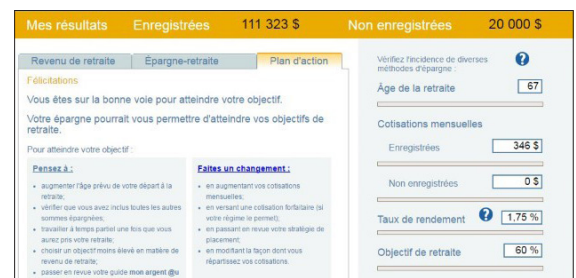 Mes résultats Enregistrées 111 323 $ Non enregistrées 20 000 $
Revenu de retraite Épargne-retraite Plan d'action
Félicitations
Vous êtes sur la bonne voie pour atteindre votre objectif.
Votre épargne pourrait vous permettre d'atteindre vos objectifs de
retraite.
Pour atteindre votre objectif :
Pensez à :
• augmenter l'âge prévu de votre départ à la
retraite;
• vérifier que vous avez inclus toutes les autres
sommes épargnées;
• travailler à temps partiel une fois que vous
aurez pris votre retraite;
• choisir un objectif moins élevé en matière de
revenu de retraite;
• passer en revue votre guide mon argent @u
Faites un changement :
• en augmentant vos cotisations
mensuelles;
• en versant une cotisation forfaitaire (si
votre régime le permet);
• en passant en revue votre stratégie de
placement;
• en modifiant la façon dont vous
répartissez vos cotisations.
Vérifiez l'incidence de diverses
méthodes d'épargne : ?
Âge de la retraite 67
Cotisations mensuelles
Enregistrées 346 $
Non enregistrées 0 $
Taux de rendement ? 1,75 %
Objectif de retraite 60 %